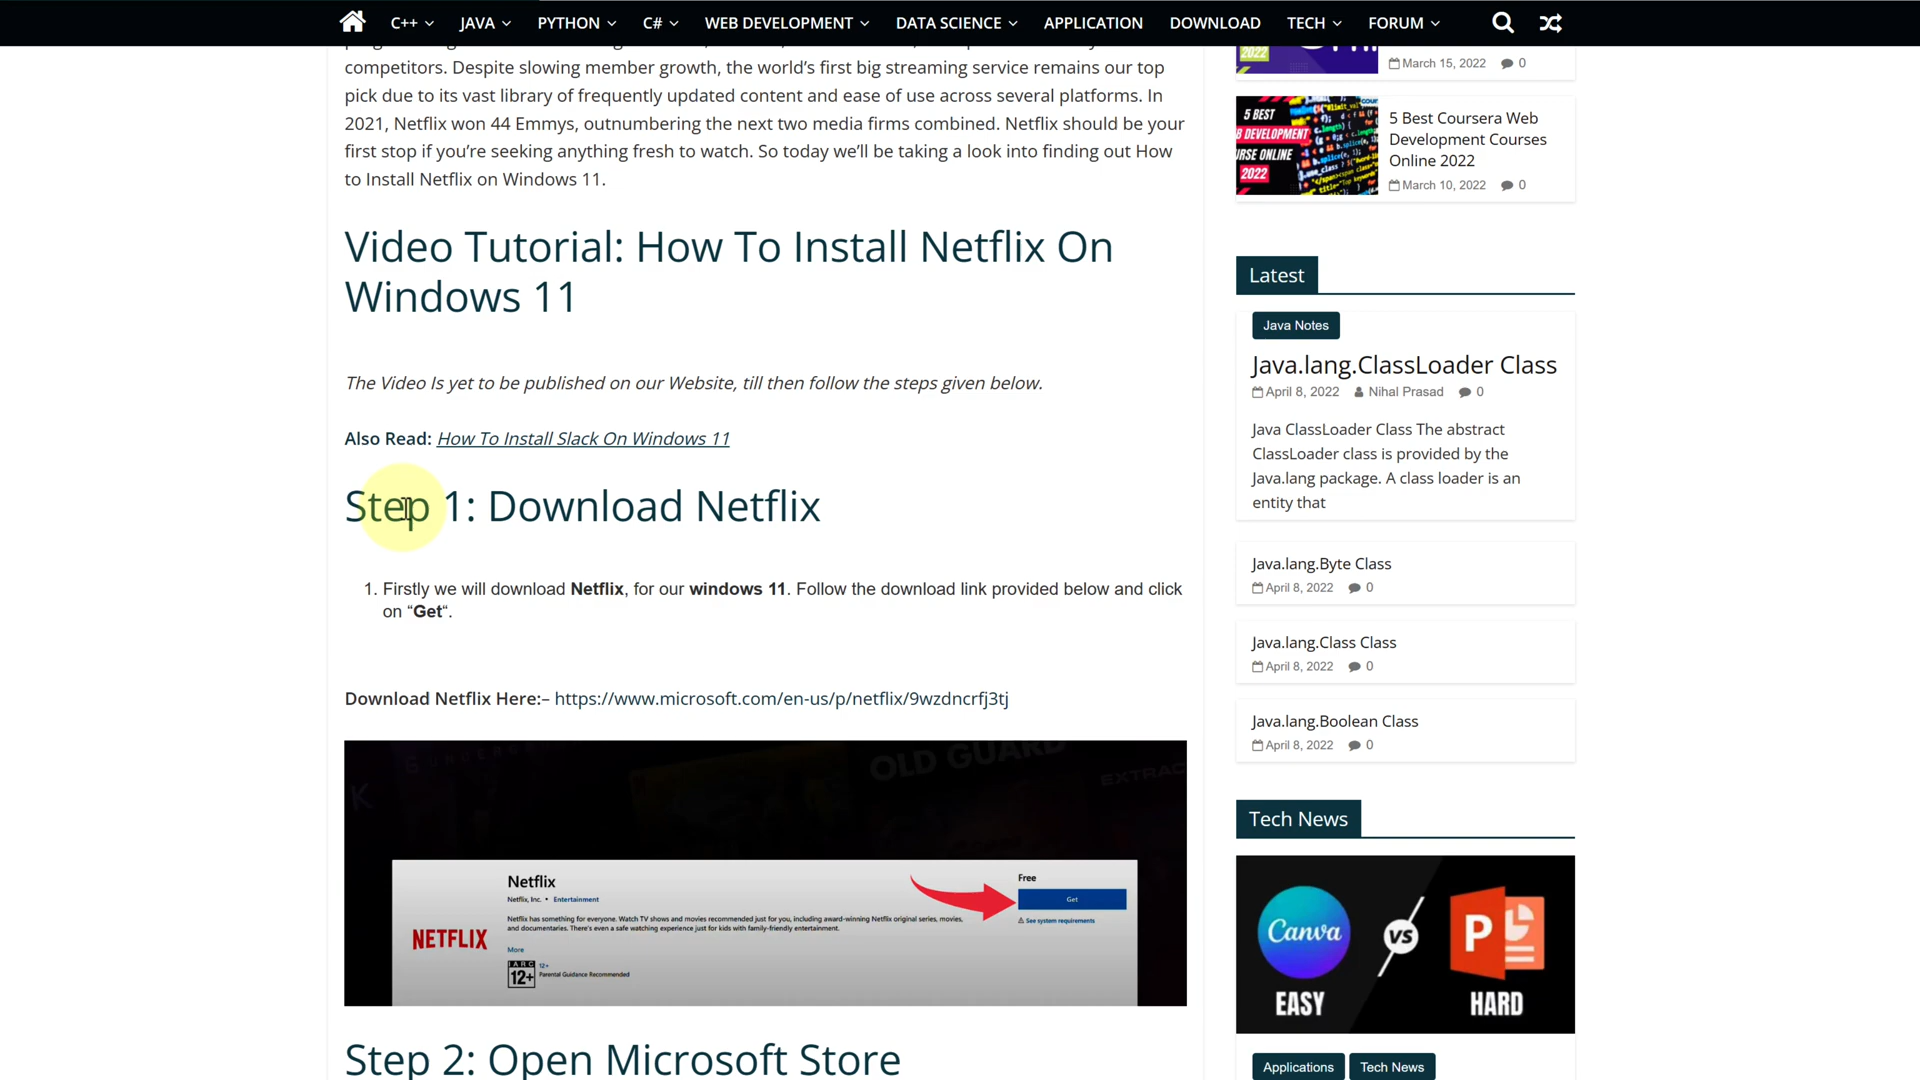 C++ JAVA PYTHON C# WEB DEVELOPMENT DATA SCIENCE APPLICATION DOWNLOAD TECH FORUM
competitors. Despite slowing member growth, the world's first big streaming service remains our top
pick due to its vast library of frequently updated content and ease of use across several platforms. In
2021, Netflix won 44 Emmys, outnumbering the next two media firms combined. Netflix should be your
first stop if you're seeking anything fresh to watch. So today we'll be taking a look into finding out How
to Install Netflix on Windows 11.
Video Tutorial: How To Install Netflix On
Windows 11
The Video Is yet to be published on our Website, till then follow the steps given below.
Also Read: How To Install Slack On Windows 11
Step 1: Download Netflix
1. Firstly we will download Netflix, for our windows 11. Follow the download link provided below and click
on “Get“.
Download Netflix Here:– https://www.microsoft.com/en-us/p/netflix/9wzdncrfj3tj
OLD GUARD
EXTRAC
K
Netflix
Netflix, Inc. • Entertainment
Netflix has something for everyone. Watch TV shows and movies recommended just for you, including award-winning Netflix original series, movies,
and documentaries. There's even a safe watching experience just for kids with family-friendly entertainment.
More
NETFLIX
IARC
12+
12+
Parental Guidance Recommended
Free
Get
See system requirements
Step 2: Open Microsoft Store
2022
March 15, 2022 0
5 BEST
B DEVELOPMENT
RSE ONLINE
2022
5 Best Coursera Web
Development Courses
Online 2022
March 10, 2022 0
Latest
Java Notes
Java.lang.ClassLoader Class
April 8, 2022 Nihal Prasad 0
Java ClassLoader Class The abstract
ClassLoader class is provided by the
Java.lang package. A class loader is an
entity that
Java.lang.Byte Class
April 8, 2022 0
Java.lang.Class Class
April 8, 2022 0
Java.lang.Boolean Class
April 8, 2022 0
Tech News
Canva VS P
EASY HARD
Applications Tech News